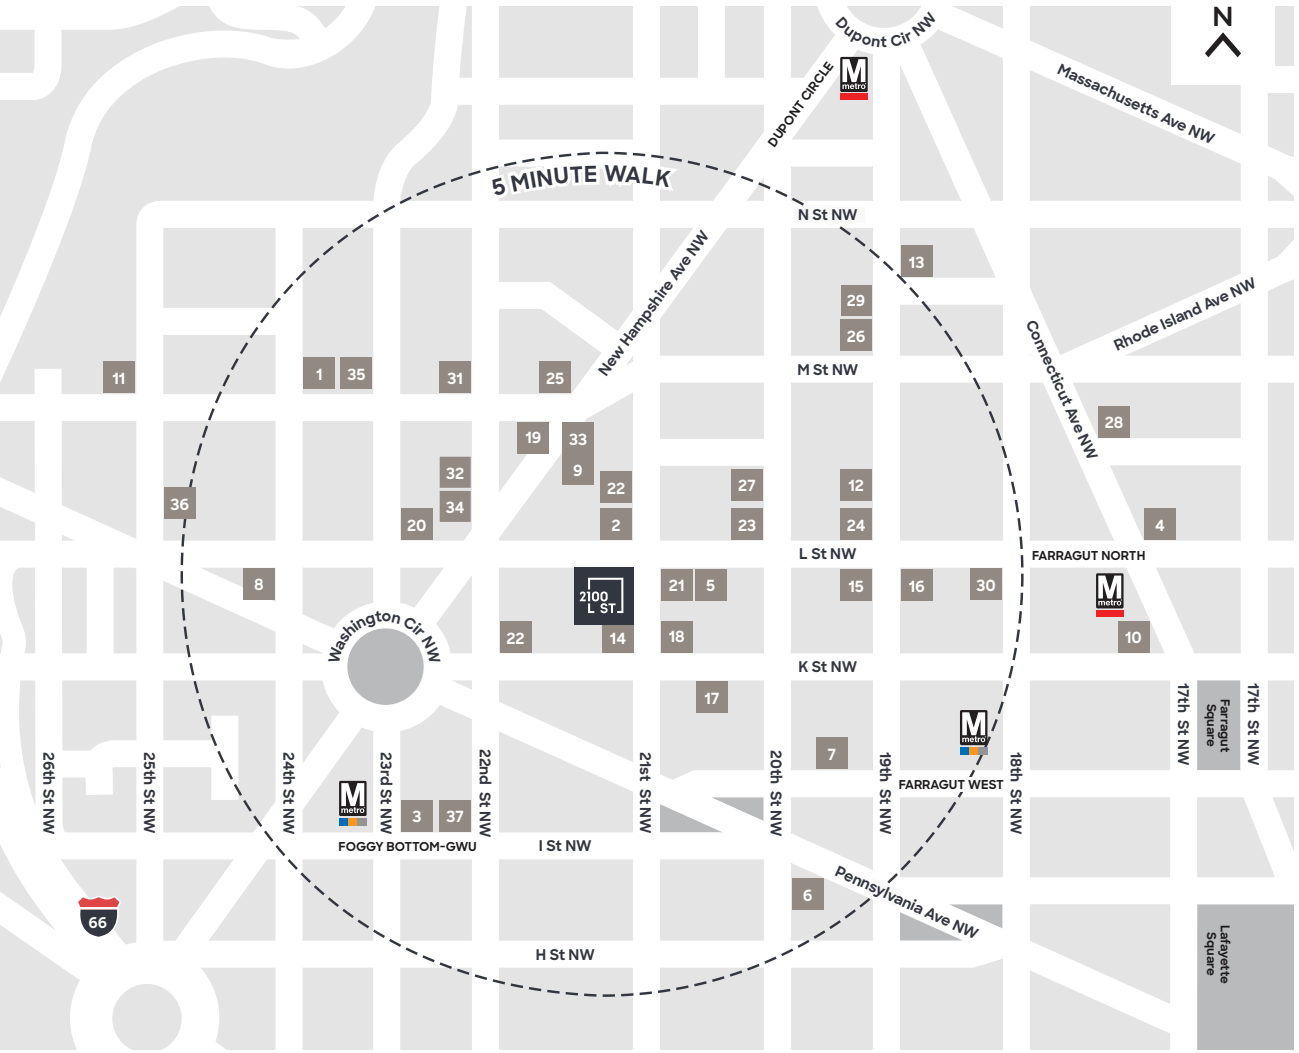 N
Dupont Cir NW
M
metro
DUPONT CIRCLE
Massachusetts Ave NW
5 MINUTE WALK
N St NW
13
New Hampshire Ave NW
29
Rhode Island Ave NW
26
Connecticut Ave NW
M St NW
11
1
35
31
25
28
19
33
9
32
22
27
12
36
34
20
2
23
24
4
L St NW
FARRAGUT NORTH
8
2100
L ST
21
5
15
16
30
M
metro
Washington Cir NW
22
14
18
10
K St NW
17
17th St NW
Farragut
Square
17th St NW
M
metro
7
26th St NW
25th St NW
24th St NW
23rd St NW
22nd St NW
21st St NW
20th St NW
19th St NW
18th St NW
FARRAGUT WEST
M
metro
3
37
FOGGY BOTTOM-GWU
I St NW
6
Pennsylvania Ave NW
66
H St NW
Lafayette
Square